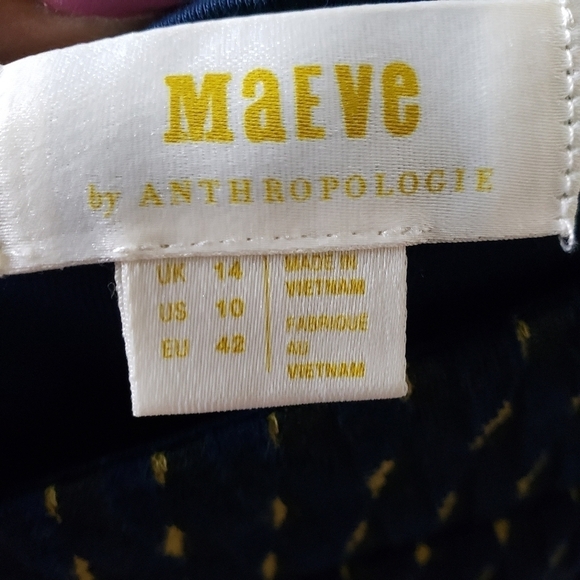 MaEVe
by ANTHROPOLOGIE
UK 14
US 10
EU 42
MADE IN
VIETNAM
FABRIQUE
AU
VIETNAM